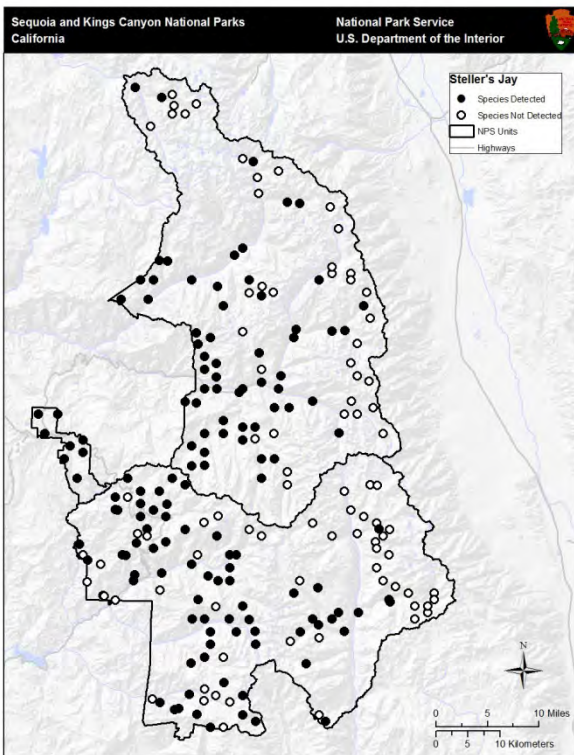 Sequoia and Kings Canyon National Parks
California
National Park Service
U.S. Department of the Interior
Steller's Jay
Species Detected
Species Not Detected
NPS Units
Highways
N
0 5 10 Miles
0 5 10 Kilometers